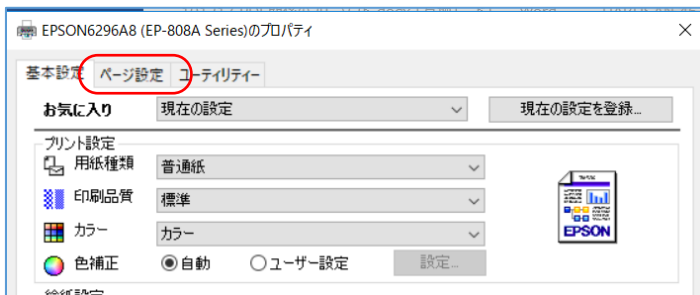 EPSON6296A8 (EP-808A Series)のプロパティ
基本設定 ページ設定 ユーティリティー
お気に入り 現在の設定 現在の設定を登録...
プリント設定
用紙種類 普通紙
印刷品質 標準
カラー カラー
EPSON
色補正 自動 ユーザー設定 設定...
給紙設定